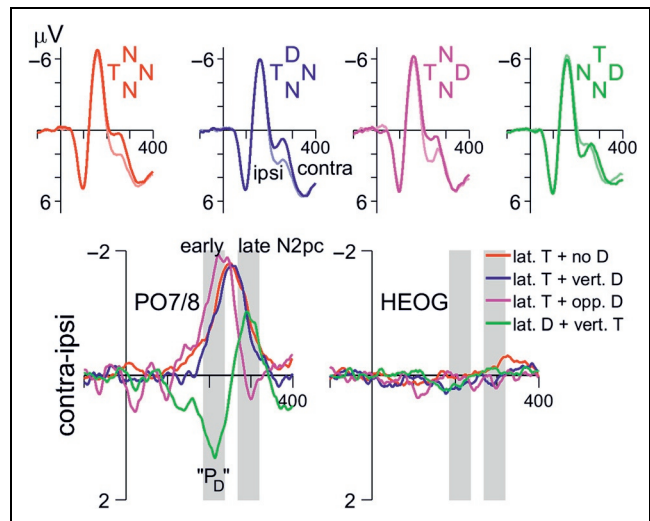 µV
−6
−6
−6
−6
N
T N
N
D
T N
N
N
T D
N
T
N D
N
400
400
400
400
ipsi
contra
6
6
6
6
−2
early
late N2pc
−2
lat. T + no D
lat. T + vert. D
lat. T + opp. D
lat. D + vert. T
PO7/8
HEOG
contra-ipsi
400
400
"PD"
2
2